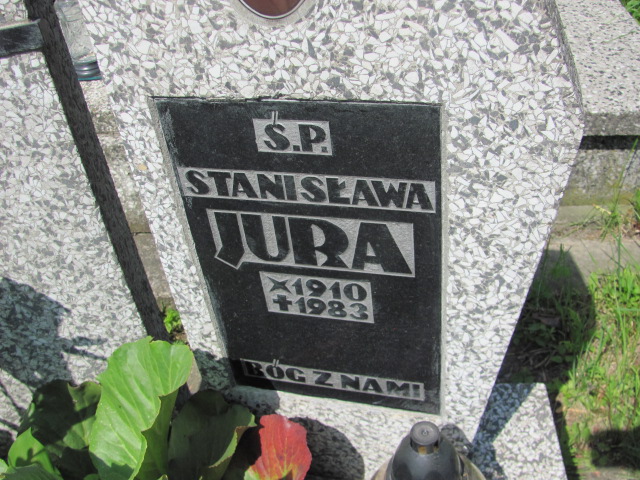 Ś.P.
STANISŁAWA
JURA
×1910
+1983
BÓG Z NAMI